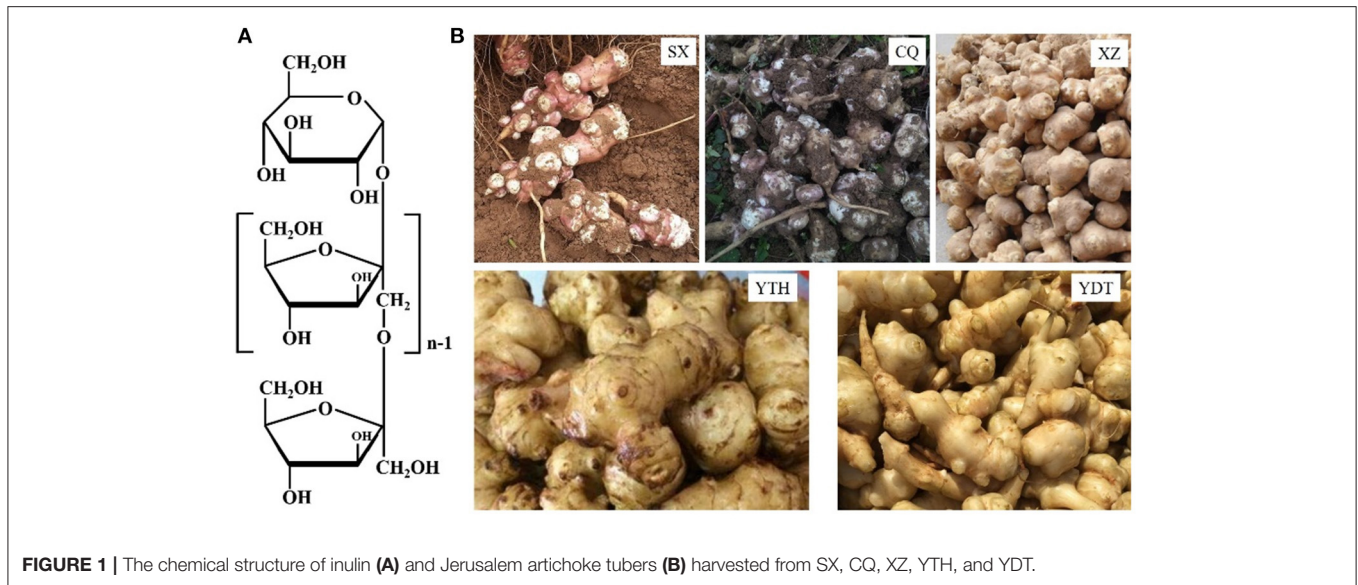 A
CH₂OH
O
OH
OH
OH
O
CH₂OH
O
OH
CH₂
OH
O
n-1
CH₂OH
O
OH
CH₂OH
OH
B
SX
CQ
XZ
YTH
YDT
FIGURE 1 | The chemical structure of inulin (A) and Jerusalem artichoke tubers (B) harvested from SX, CQ, XZ, YTH, and YDT.